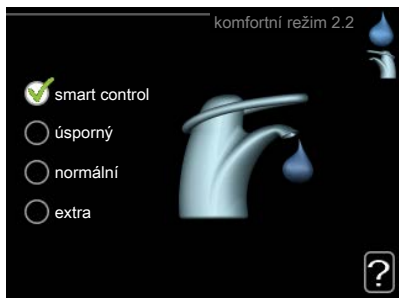 komfortní režim 2.2
smart control
úsporný
normální
extra
?